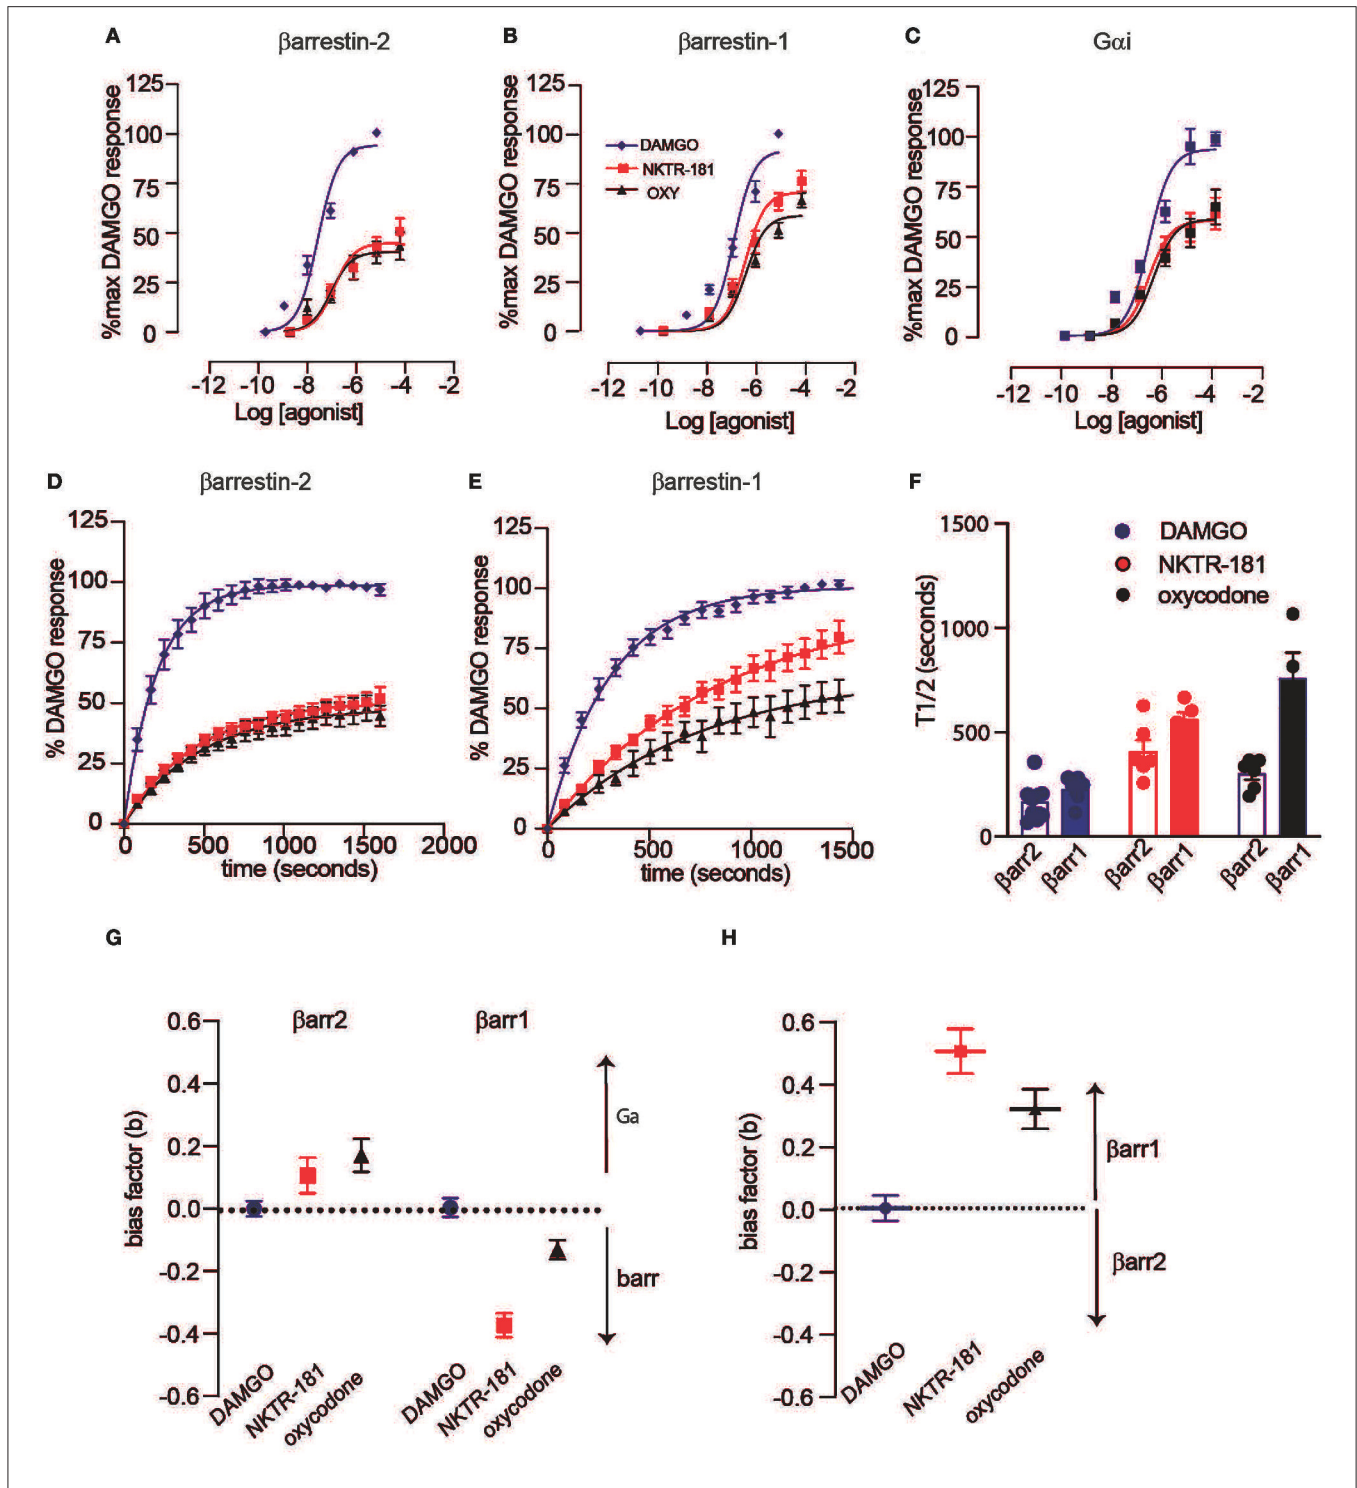 A
βarrestin-2
%max DAMGO response
125
100
75
50
25
0
-12 -10 -8 -6 -4 -2
Log [agonist]
B
βarrestin-1
%max DAMGO response
125
100
75
50
25
0
DAMGO
NKTR-181
OXY
-12 -10 -8 -6 -4 -2
Log [agonist]
C
Gαi
%max DAMGO response
125
100
75
50
25
0
-12 -10 -8 -6 -4 -2
Log [agonist]
D
βarrestin-2
% DAMGO response
125
100
75
50
25
0
0 500 1000 1500 2000
time (seconds)
E
βarrestin-1
% DAMGO response
125
100
75
50
25
0
0 500 1000 1500
time (seconds)
F
T1/2 (seconds)
1500
1000
500
0
DAMGO
NKTR-181
oxycodone
βarr2 βarr1 βarr2 βarr1 βarr2 βarr1
G
βarr2 βarr1
bias factor (b)
0.6
0.4
0.2
0.0
-0.2
-0.4
-0.6
Ga
barr
DAMGO NKTR-181 oxycodone DAMGO NKTR-181 oxycodone
H
bias factor (b)
0.6
0.4
0.2
0.0
-0.2
-0.4
-0.6
βarr1
βarr2
DAMGO NKTR-181 oxycodone